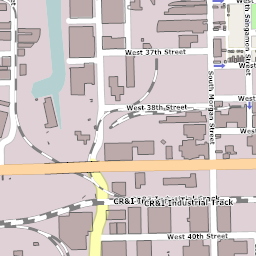 West 37th Street
South Sangamon Street
South Morgan Street
West 38th Street
CR&I Industrial Track
CR&I Industrial Track
West 40th Street